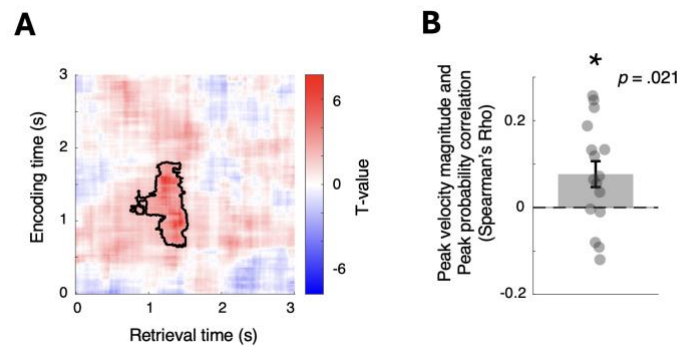 A
3
2
1
0
Encoding time (s)
0
1
2
3
Retrieval time (s)
6
0
-6
T-value
B
*
p = .021
0.2
0
-0.2
Peak velocity magnitude and
Peak probability correlation
(Spearman's Rho)